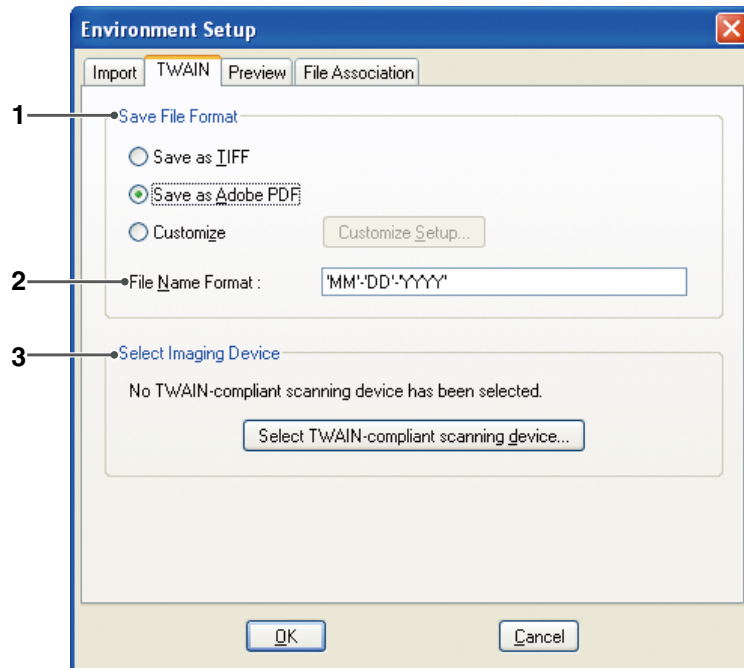 Environment Setup
Import TWAIN Preview File Association
1 Save File Format
Save as TIFF
Save as Adobe PDF
Customize Customize Setup...
2 File Name Format : 'MM'-'DD'-'YYYY'
3 Select Imaging Device
No TWAIN-compliant scanning device has been selected.
Select TWAIN-compliant scanning device...
OK Cancel